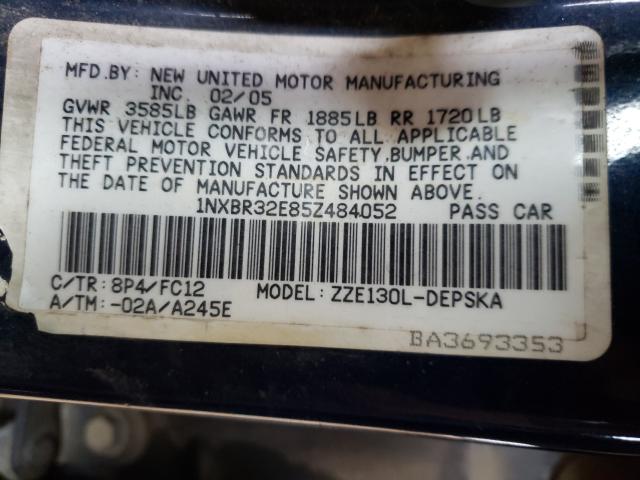 MFD.BY: NEW UNITED MOTOR MANUFACTURING
INC. 02/05
GVWR 3585LB GAWR FR 1885LB RR 1720LB
THIS VEHICLE CONFORMS TO ALL APPLICABLE
FEDERAL MOTOR VEHICLE SAFETY,BUMPER,AND
THEFT PREVENTION STANDARDS IN EFFECT ON
THE DATE OF MANUFACTURE SHOWN ABOVE.
1NXBR32E85Z484052 PASS CAR
C/TR: 8P4/FC12 MODEL: ZZE130L-DEPSKA
A/TM: -02A/A245E
BA3693353